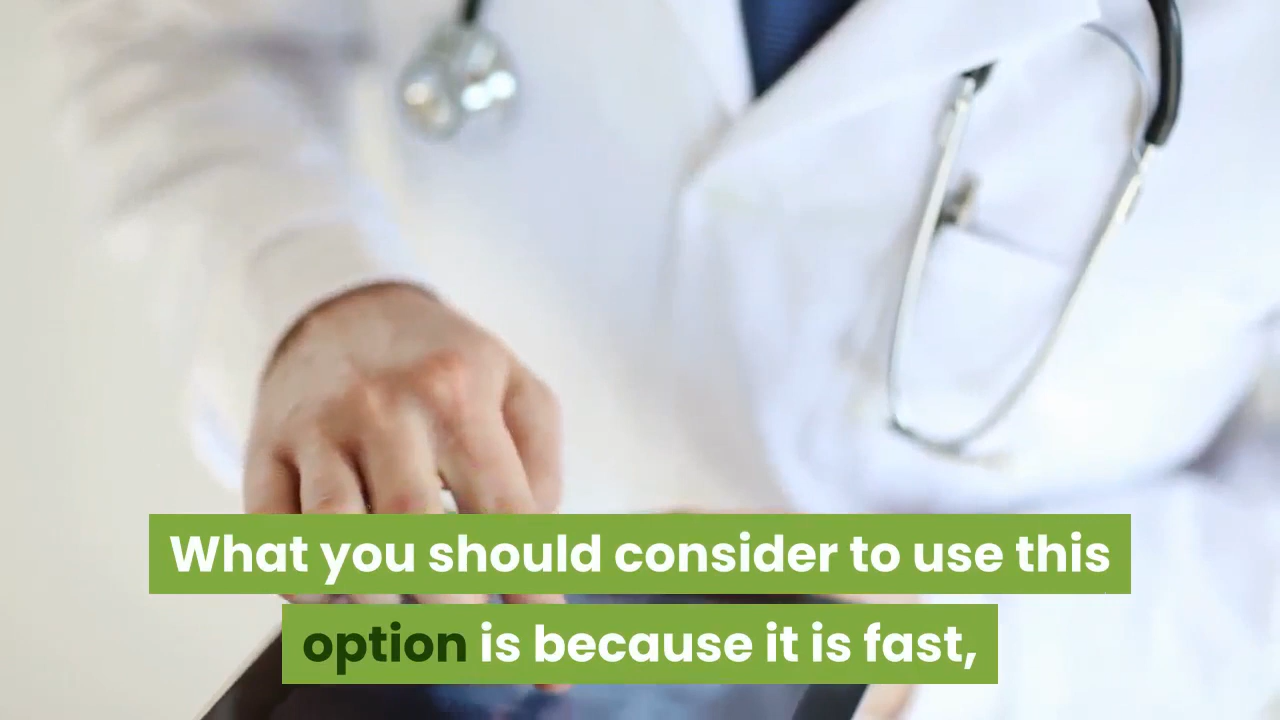 What you should consider to use this
option is because it is fast,